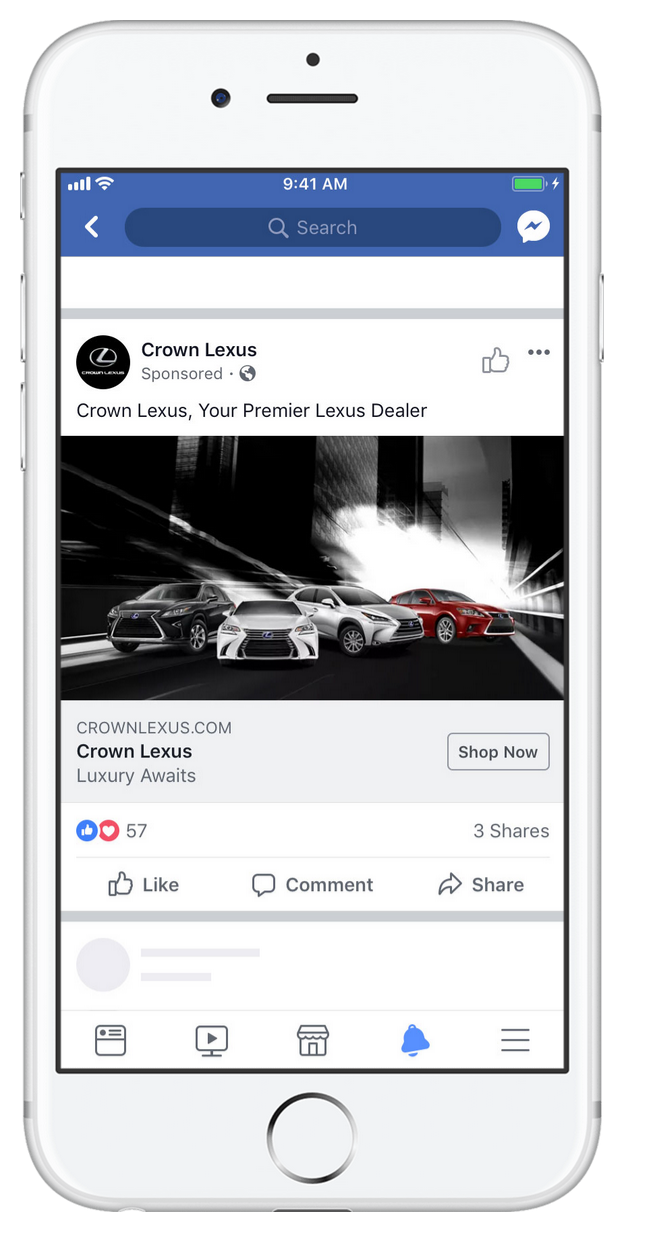 9:41 AM
Search
Crown Lexus
Sponsored ·
CROWN LEXUS
Crown Lexus, Your Premier Lexus Dealer
CROWNLEXUS.COM
Crown Lexus
Luxury Awaits
Shop Now
57
3 Shares
Like
Comment
Share